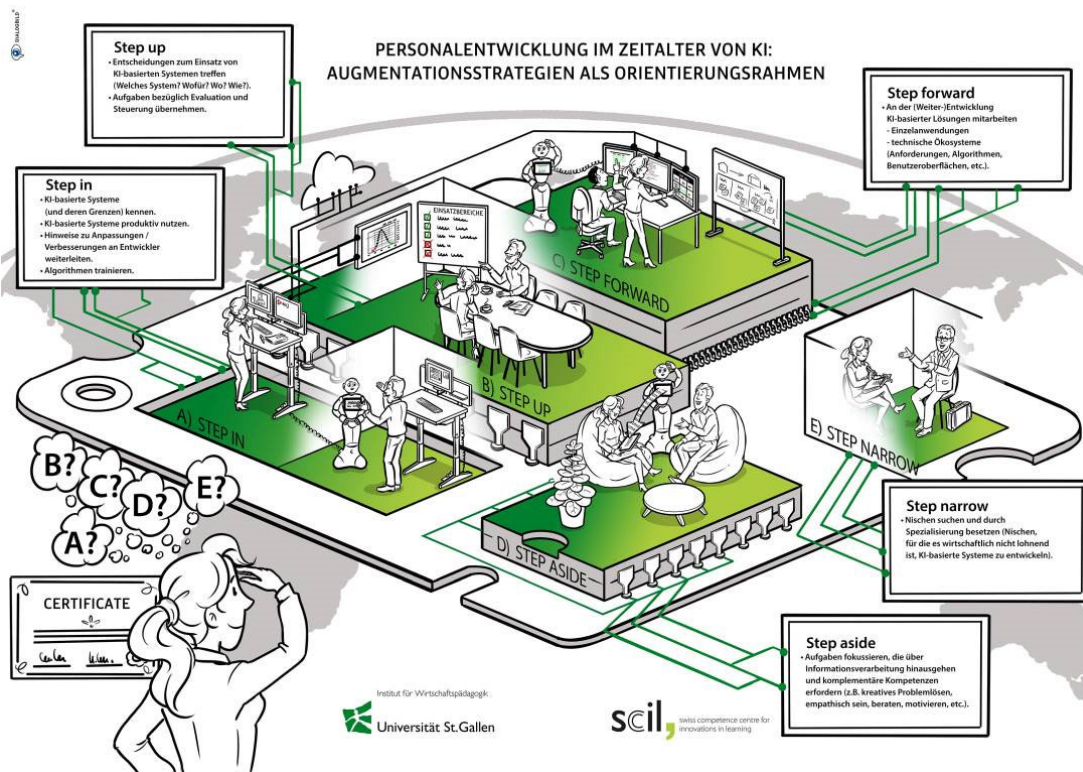 DIALOGBILD
PERSONALENTWICKLUNG IM ZEITALTER VON KI:
AUGMENTATIONSSTRATEGIEN ALS ORIENTIERUNGSRAHMEN
Step up
• Entscheidungen zum Einsatz von
KI-basierten Systemen treffen
(Welches System? Wofür? Wo? Wie?).
• Aufgaben bezüglich Evaluation und
Steuerung übernehmen.
Step forward
• An der (Weiter-)Entwicklung
KI-basierter Lösungen mitarbeiten
- Einzelanwendungen
- technische Ökosysteme
(Anforderungen, Algorithmen,
Benutzeroberflächen, etc.).
Step in
• KI-basierte Systeme
(und deren Grenzen) kennen.
• KI-basierte Systeme produktiv nutzen.
• Hinweise zu Anpassungen /
Verbesserungen an Entwickler
weiterleiten.
• Algorithmen trainieren.
EINSATZBEREICHE
C) STEP FORWARD
B) STEP UP
A) STEP IN
E) STEP NARROW
D) STEP ASIDE
B?
C?
D?
E?
A?
CERTIFICATE
Step narrow
• Nischen suchen und durch
Spezialisierung besetzen (Nischen,
für die es wirtschaftlich nicht lohnend
ist, KI-basierte Systeme zu entwickeln).
Step aside
• Aufgaben fokussieren, die über
Informationsverarbeitung hinausgehen
und komplementäre Kompetenzen
erfordern (z.B. kreatives Problemlösen,
empathisch sein, beraten, motivieren, etc.).
Institut für Wirtschaftspädagogik
Universität St.Gallen
scil,
swiss competence centre for
innovations in learning